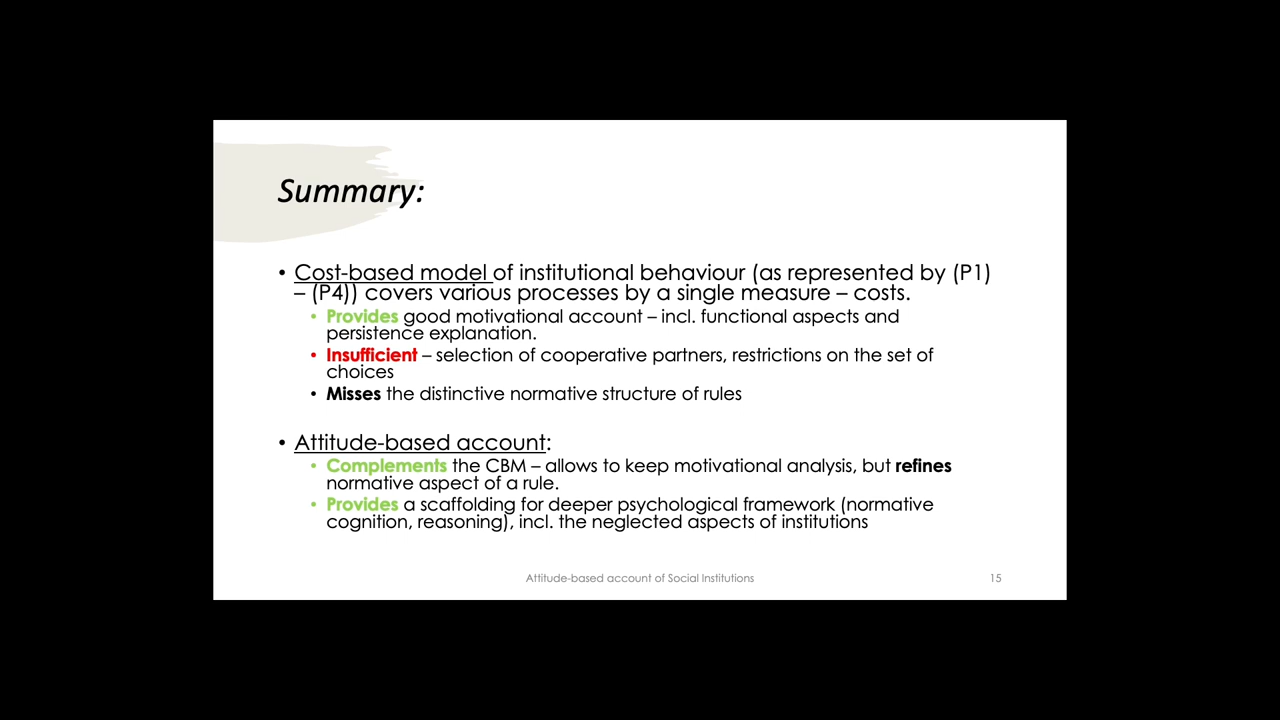 Summary:
• Cost-based model of institutional behaviour (as represented by (P1)
– (P4)) covers various processes by a single measure – costs.
• Provides good motivational account – incl. functional aspects and
persistence explanation.
• Insufficient – selection of cooperative partners, restrictions on the set of
choices
• Misses the distinctive normative structure of rules
• Attitude-based account:
• Complements the CBM – allows to keep motivational analysis, but refines
normative aspect of a rule.
• Provides a scaffolding for deeper psychological framework (normative
cognition, reasoning), incl. the neglected aspects of institutions
Attitude-based account of Social Institutions
15